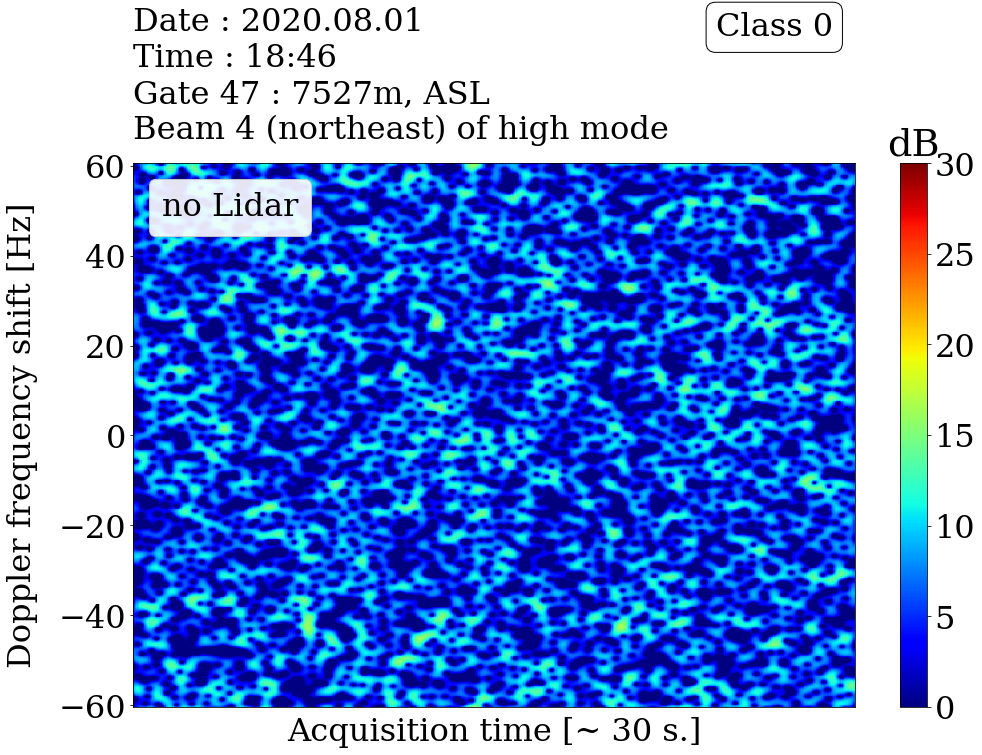 Date : 2020.08.01
Time : 18:46
Gate 47 : 7527m, ASL
Beam 4 (northeast) of high mode
Class 0
dB
no Lidar
Doppler frequency shift [Hz]
60
40
20
0
−20
−40
−60
30
25
20
15
10
5
0
Acquisition time [~ 30 s.]